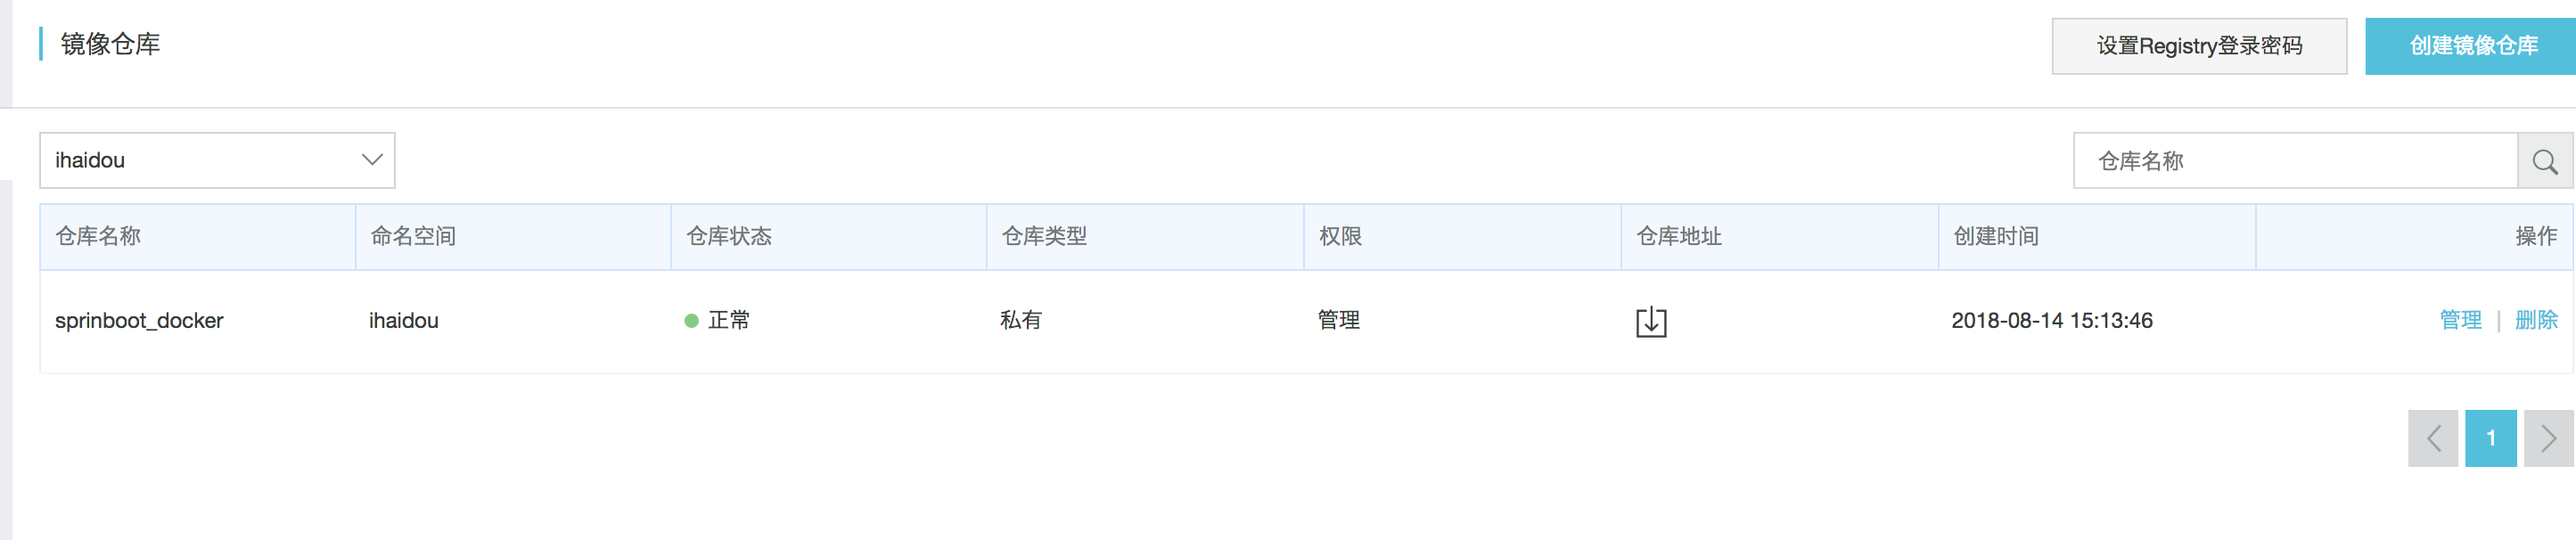 镜像仓库 设置Registry登录密码 创建镜像仓库
ihaidou 仓库名称
仓库名称 命名空间 仓库状态 仓库类型 权限 仓库地址 创建时间 操作
sprinboot_docker ihaidou 正常 私有 管理 2018-08-14 15:13:46 管理 | 删除
1